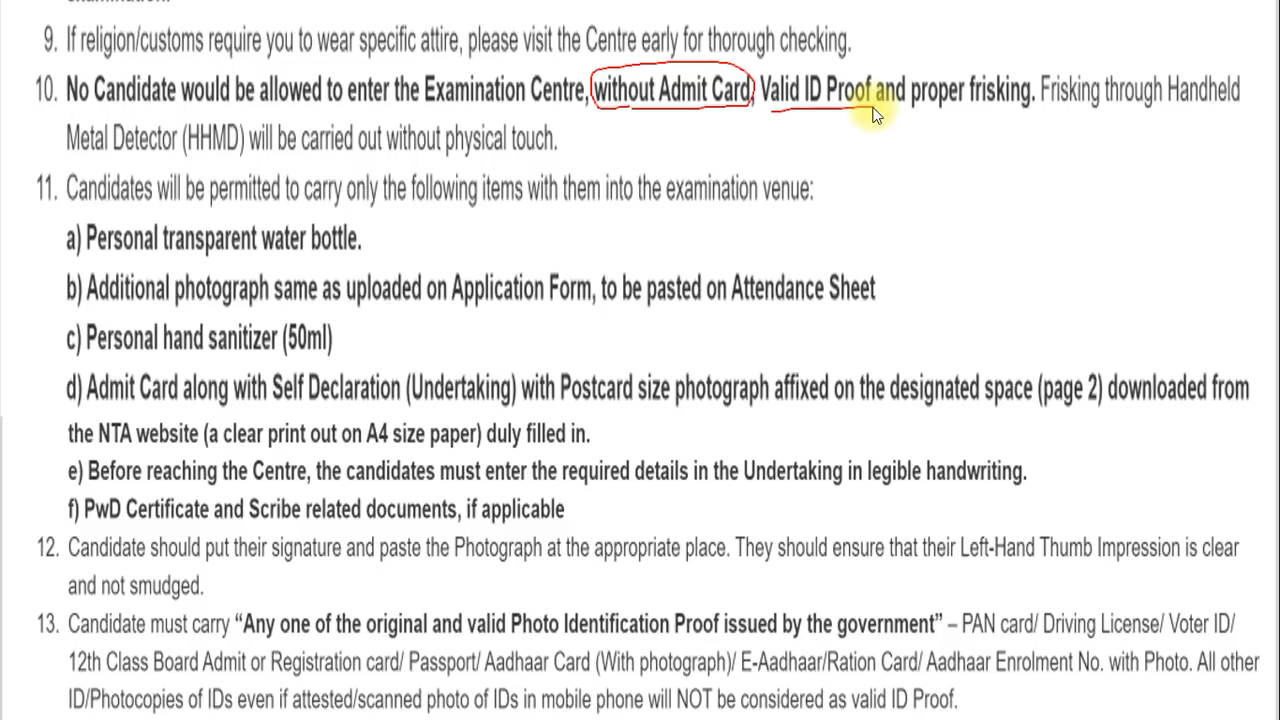 9. If religion/customs require you to wear specific attire, please visit the Centre early for thorough checking.
10. No Candidate would be allowed to enter the Examination Centre, without Admit Card, Valid ID Proof and proper frisking. Frisking through Handheld
Metal Detector (HHMD) will be carried out without physical touch.
11. Candidates will be permitted to carry only the following items with them into the examination venue:
a) Personal transparent water bottle.
b) Additional photograph same as uploaded on Application Form, to be pasted on Attendance Sheet
c) Personal hand sanitizer (50ml)
d) Admit Card along with Self Declaration (Undertaking) with Postcard size photograph affixed on the designated space (page 2) downloaded from
the NTA website (a clear print out on A4 size paper) duly filled in.
e) Before reaching the Centre, the candidates must enter the required details in the Undertaking in legible handwriting.
f) PwD Certificate and Scribe related documents, if applicable
12. Candidate should put their signature and paste the Photograph at the appropriate place. They should ensure that their Left-Hand Thumb Impression is clear
and not smudged.
13. Candidate must carry “Any one of the original and valid Photo Identification Proof issued by the government” – PAN card/ Driving License/ Voter ID/
12th Class Board Admit or Registration card/ Passport/ Aadhaar Card (With photograph)/ E-Aadhaar/Ration Card/ Aadhaar Enrolment No. with Photo. All other
ID/Photocopies of IDs even if attested/scanned photo of IDs in mobile phone will NOT be considered as valid ID Proof.